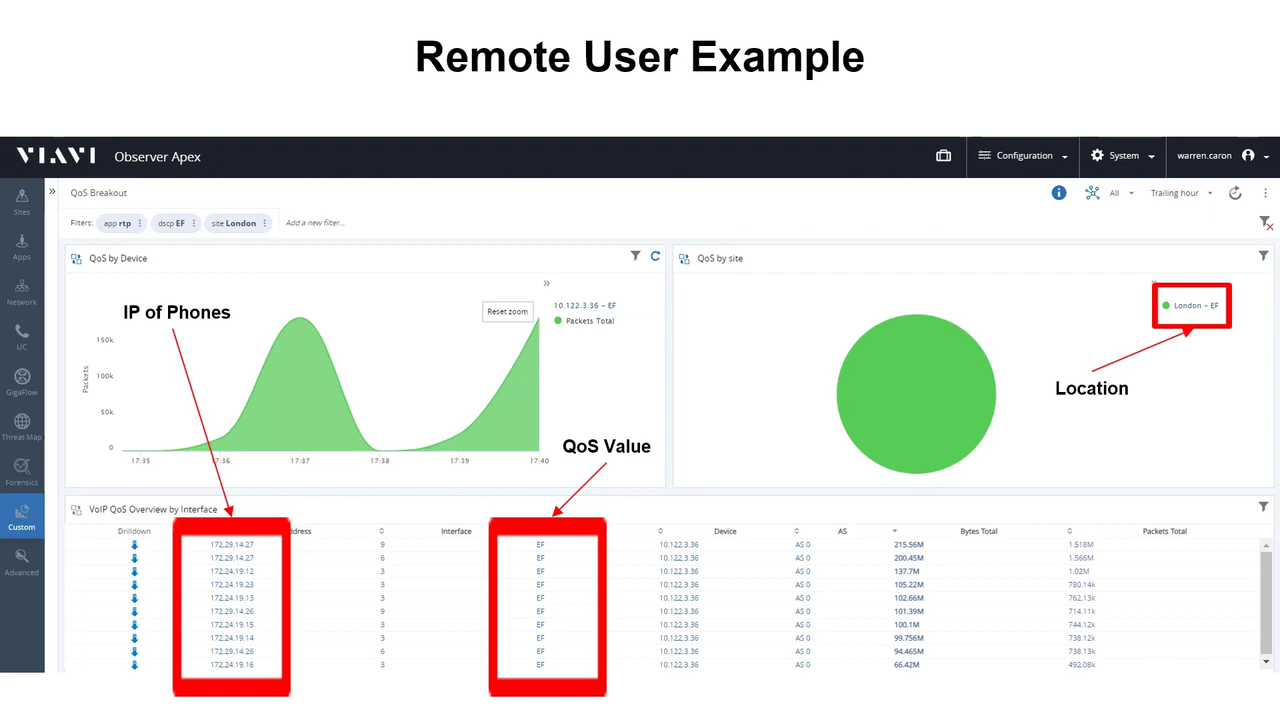 Remote User Example
VIAVI Observer Apex Configuration System warren.caron
» QoS Breakout All Trailing hour
Filters: app rtp dscp EF site London Add a new filter...
Sites
Apps
Network
UC
GigaFlow
Threat Map
Forensics
Custom
Advanced
QoS by Device
»
Reset zoom
10.122.3.36 – EF
Packets Total
Packets
150k
100k
50k
0
17:35 17:36 17:37 17:38 17:39 17:40
IP of Phones
QoS Value
QoS by site
London – EF
Location
VoIP QoS Overview by Interface
Drilldown ddress Interface Device AS Bytes Total Packets Total
172.29.14.27 9 EF 10.122.3.36 AS 0 215.56M 1.518M
172.29.14.27 6 EF 10.122.3.36 AS 0 200.45M 1.566M
172.24.19.12 3 EF 10.122.3.36 AS 0 137.7M 1.02M
172.24.19.23 3 EF 10.122.3.36 AS 0 105.22M 780.14k
172.24.19.13 3 EF 10.122.3.36 AS 0 102.66M 762.13k
172.29.14.26 9 EF 10.122.3.36 AS 0 101.39M 714.11k
172.24.19.15 3 EF 10.122.3.36 AS 0 100.1M 744.12k
172.24.19.14 3 EF 10.122.3.36 AS 0 99.756M 738.12k
172.29.14.26 6 EF 10.122.3.36 AS 0 94.465M 738.13k
172.24.19.16 3 EF 10.122.3.36 AS 0 66.42M 492.08k